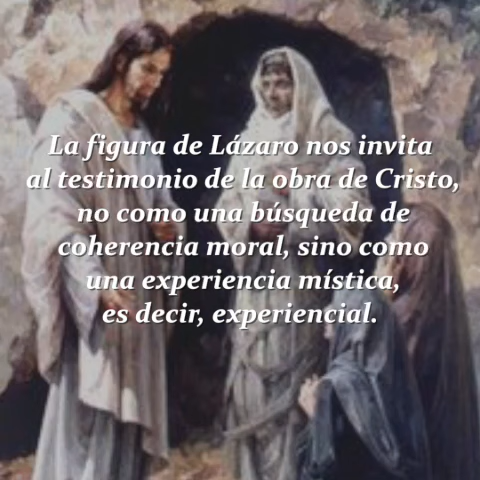 La figura de Lázaro nos invita
al testimonio de la obra de Cristo,
no como una búsqueda de
coherencia moral, sino como
una experiencia mística,
es decir, experiencial.